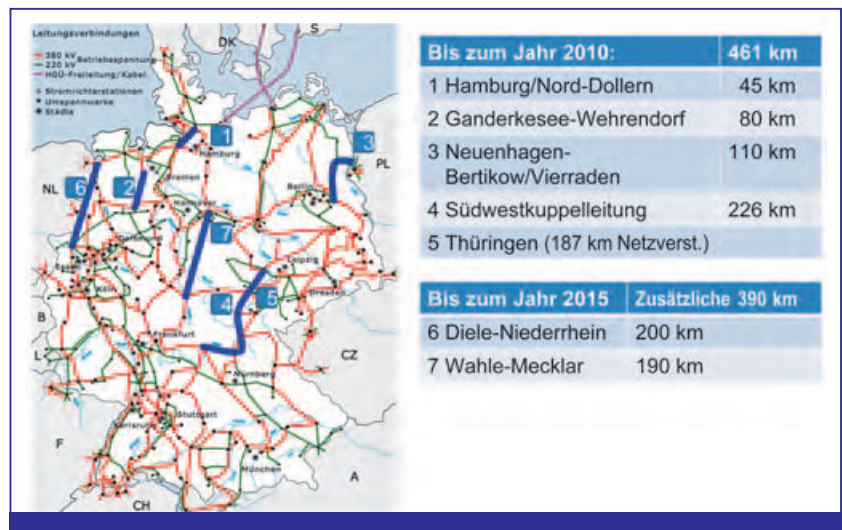 Leitungsverbindungen
380 kV
Betriebsspannung
220 kV
HGÜ-Freileitung/Kabel
Stromrichterstationen
Umspannwerke
Städte
DK
S
1
Hamburg
3
PL
NL
6
2
Bremen
Berlin
Hannover
7
Essen
Leipzig
Köln
4
5
Dresden
B
Frankfurt
L
CZ
Nürnberg
Karlsruhe
Stuttgart
F
München
A
CH
Bis zum Jahr 2010: 461 km
1 Hamburg/Nord-Dollern 45 km
2 Ganderkesee-Wehrendorf 80 km
3 Neuenhagen- 110 km
Bertikow/Vierraden
4 Südwestkuppelleitung 226 km
5 Thüringen (187 km Netzverst.)
Bis zum Jahr 2015 Zusätzliche 390 km
6 Diele-Niederrhein 200 km
7 Wahle-Mecklar 190 km